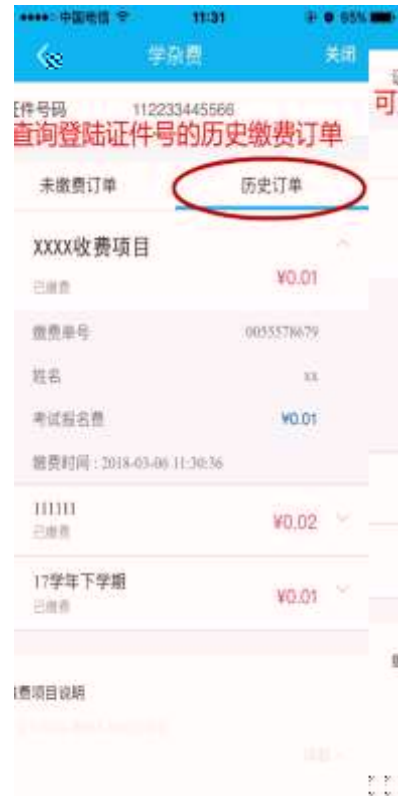 中国电信 11:31 95%
学杂费 关闭
证件号码 112233445566
查询登陆证件号的历史缴费订单
可
未缴费订单 历史订单
XXXX收费项目
已缴费 ¥0.01
缴费单号 0055578679
姓名 xx
考试报名费 ¥0.01
缴费时间 : 2018-03-06 11:30:36
111111
已缴费 ¥0.02
17学年下学期
已缴费 ¥0.01
缴费项目说明